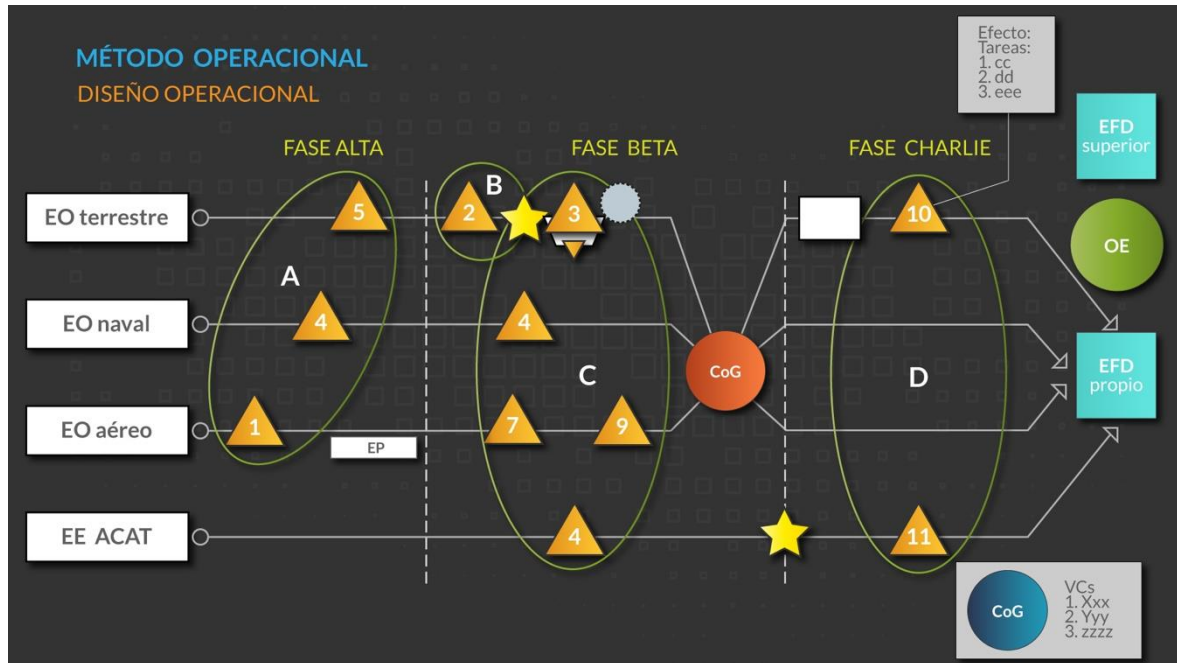 MÉTODO OPERACIONAL
DISEÑO OPERACIONAL
Efecto:
Tareas:
1. cc
2. dd
3. eee
EFD
superior
FASE ALTA
FASE BETA
FASE CHARLIE
EO terrestre
5
2
B
3
10
OE
A
EO naval
4
4
C
CoG
D
EFD
propio
EO aéreo
1
EP
7
9
EE ACAT
4
11
CoG
VCs
1. Xxx
2. Yyy
3. zzzz